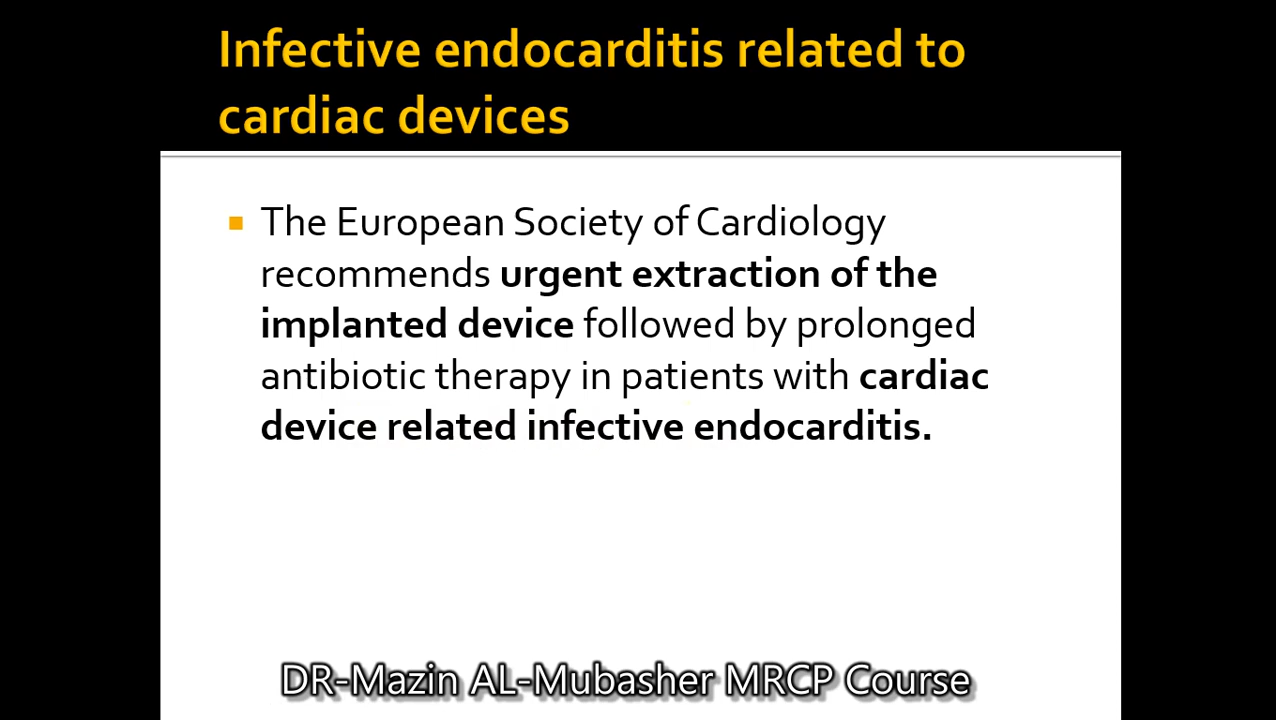 Infective endocarditis related to
cardiac devices
The European Society of Cardiology
recommends urgent extraction of the
implanted device followed by prolonged
antibiotic therapy in patients with cardiac
device related infective endocarditis.
DR-Mazin AL-Mubasher MRCP Course